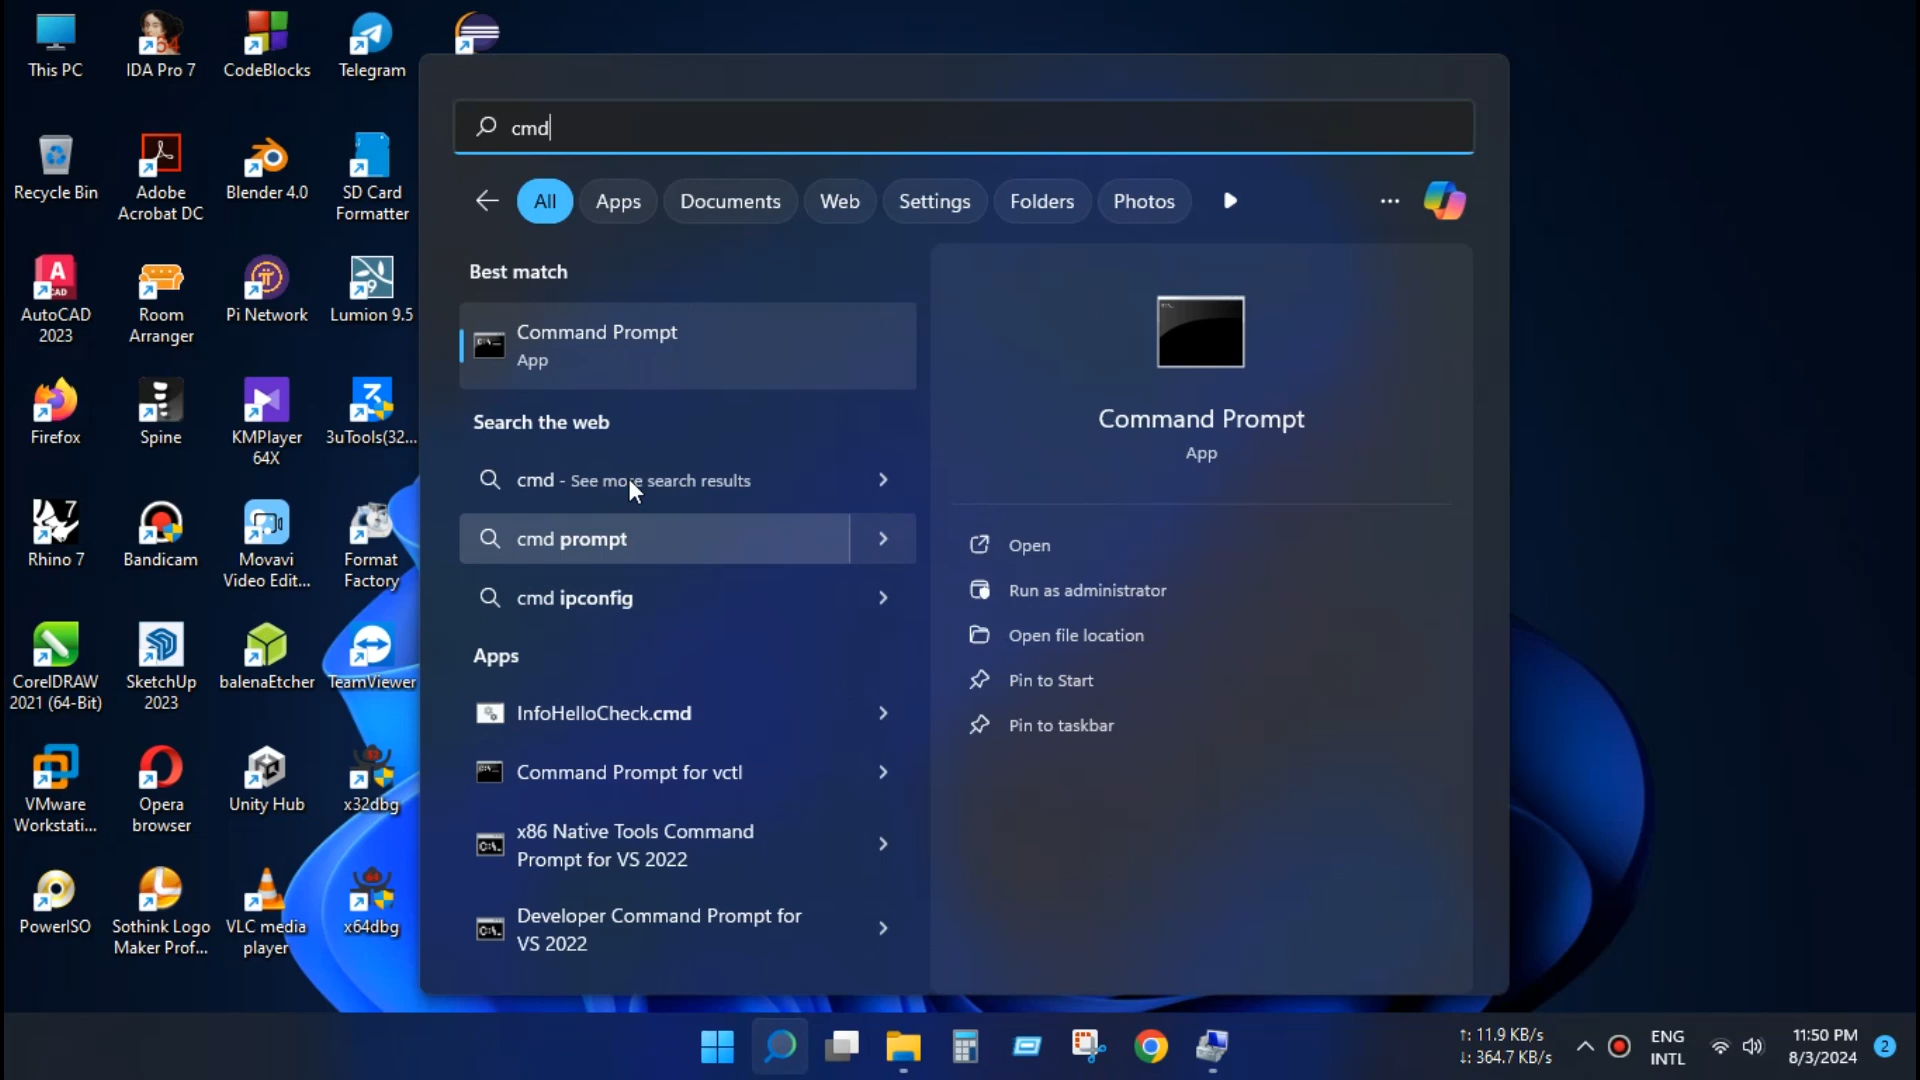 This PC
IDA Pro 7
CodeBlocks
Telegram
Recycle Bin
Adobe
Acrobat DC
Blender 4.0
SD Card
Formatter
AutoCAD
2023
Room
Arranger
Pi Network
Lumion 9.5
Firefox
Spine
KMPlayer
64X
3uTools(32...
Rhino 7
Bandicam
Movavi
Video Edit...
Format
Factory
CorelDRAW
2021 (64-Bit)
SketchUp
2023
balenaEtcher
TeamViewer
VMware
Workstati...
Opera
browser
Unity Hub
x32dbg
PowerISO
Sothink Logo
Maker Prof...
VLC media
player
x64dbg
cmd
All
Apps
Documents
Web
Settings
Folders
Photos
...
Best match
Command Prompt
App
Search the web
cmd - See more search results
cmd prompt
cmd ipconfig
Apps
InfoHelloCheck.cmd
Command Prompt for vctl
x86 Native Tools Command
Prompt for VS 2022
Developer Command Prompt for
VS 2022
Command Prompt
App
Open
Run as administrator
Open file location
Pin to Start
Pin to taskbar
↑: 11.9 KB/s
↓: 364.7 KB/s
ENG
INTL
11:50 PM
8/3/2024
2